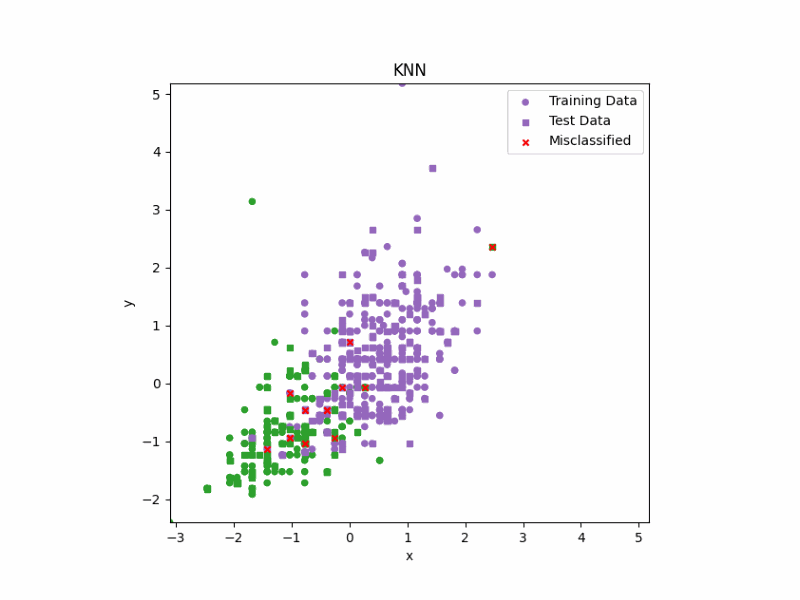 KNN
Training Data
Test Data
Misclassified
5
4
3
2
1
0
−1
−2
y
−3 −2 −1 0 1 2 3 4 5
x